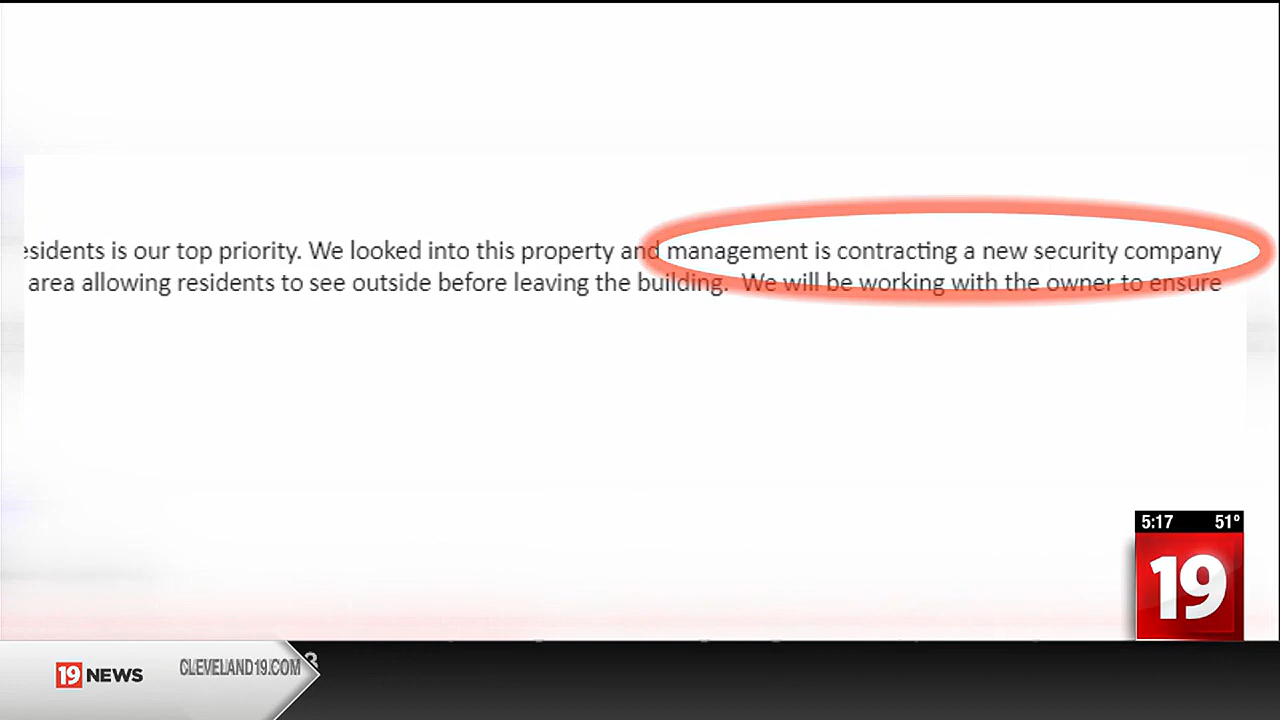 residents is our top priority. We looked into this property and management is contracting a new security company
area allowing residents to see outside before leaving the building. We will be working with the owner to ensure
5:17 51°
19
19 NEWS CLEVELAND19.COM